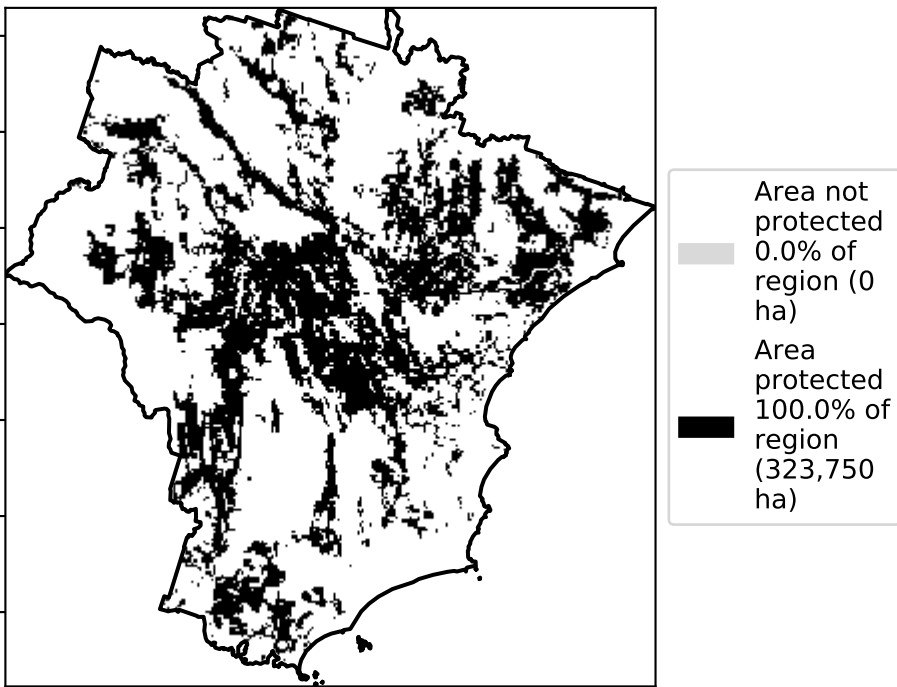 Area not
protected
0.0% of
region (0
ha)
Area
protected
100.0% of
region
(323,750
ha)